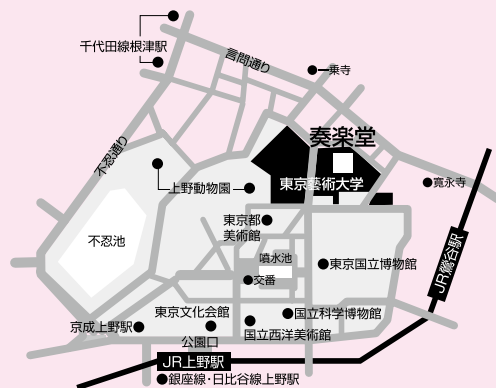 千代田線根津駅
言問通り
一乗寺
奏楽堂
不忍通り
上野動物園
東京藝術大学
寛永寺
東京都
美術館
不忍池
噴水池
東京国立博物館
JR鶯谷駅
交番
東京文化会館
国立科学博物館
京成上野駅
公園口
国立西洋美術館
JR上野駅
銀座線・日比谷線上野駅